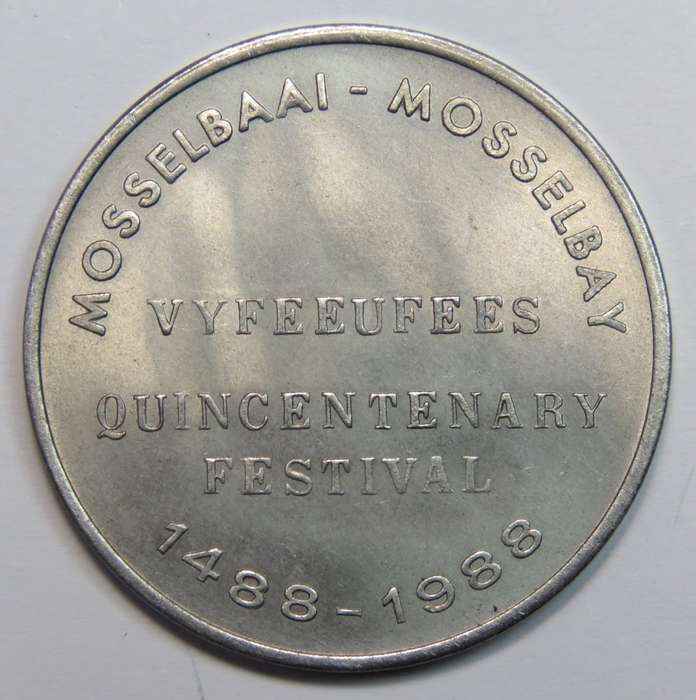 MOSSELBAAI - MOSSELBAY
VYFEEUFEES
QUINCENTENARY
FESTIVAL
1488-1988